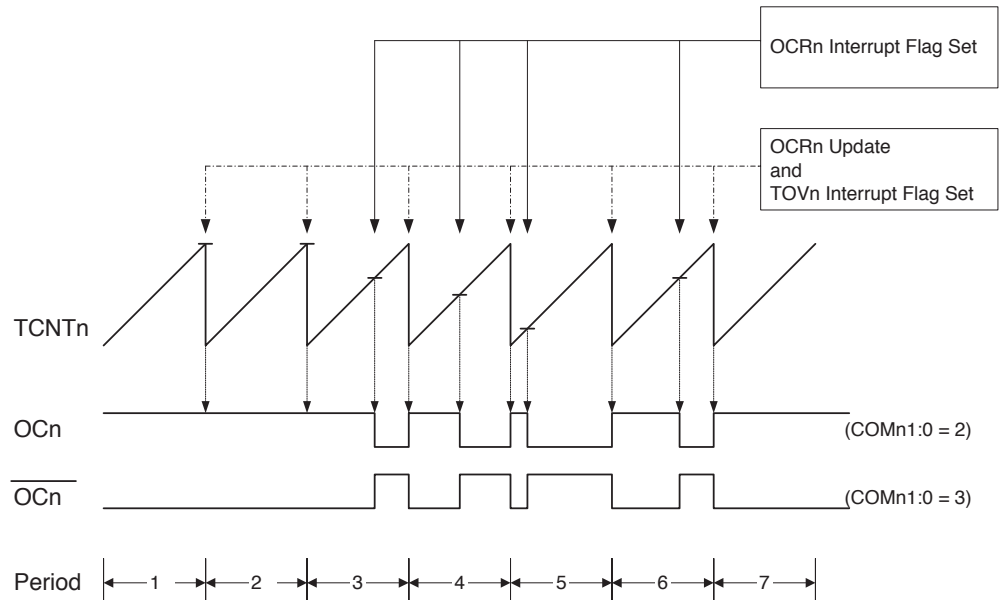 OCRn Interrupt Flag Set
OCRn Update
and
TOVn Interrupt Flag Set
TCNTn
OCn
(COMn1:0 = 2)
OCn
(COMn1:0 = 3)
Period
1
2
3
4
5
6
7